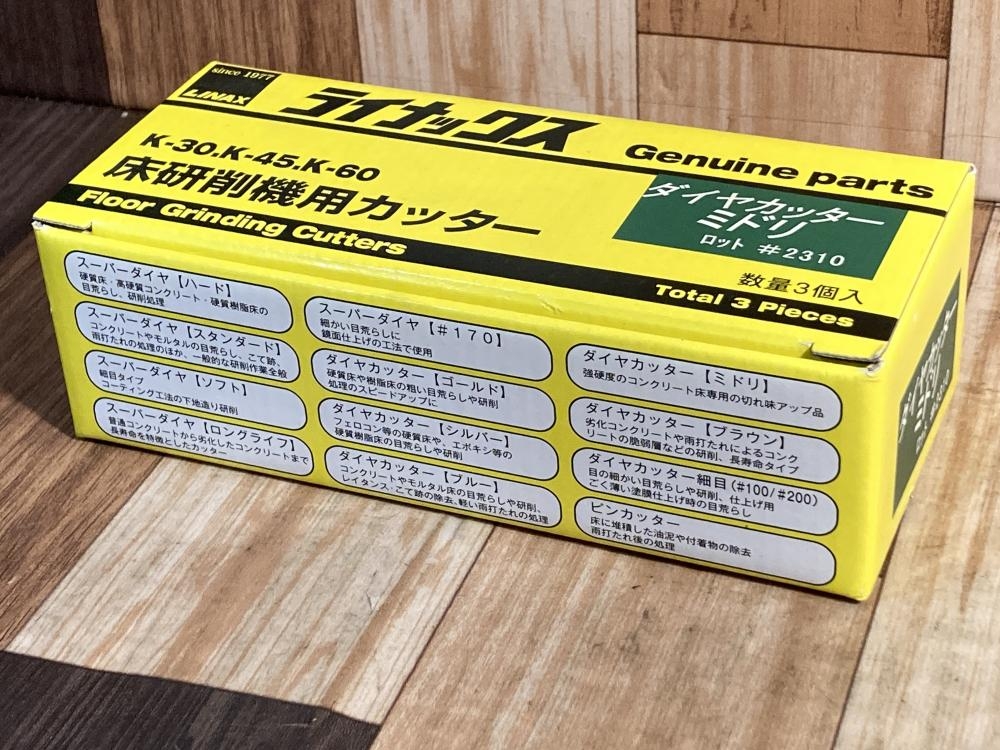 since 1977
LINAX
ライナックス
Genuine parts
K-30.K-45.K-60
床研削機用カッター
Floor Grinding Cutters
ダイヤカッター
ミドリ
ロット #2310
数量3個入
Total 3 Pieces
スーパーダイヤ【ハード】
硬質床・高硬質コンクリート・硬質樹脂床の
目荒らし、研削処理
スーパーダイヤ【スタンダード】
コンクリートやモルタルの目荒らし、こて跡、
雨打たれの処理のほか、一般的な研削作業全般
スーパーダイヤ【ソフト】
細目タイプ
コーティング工法の下地造り研削
スーパーダイヤ【ロングライフ】
普通コンクリートから劣化したコンクリートまで
長寿命を特徴としたカッター
スーパーダイヤ【#170】
細かい目荒らしに
鏡面仕上げの工法で使用
ダイヤカッター【ゴールド】
硬質床や樹脂床の粗い目荒らしや研削
処理のスピードアップに
ダイヤカッター【シルバー】
フェロコン等の硬質床や、エポキシ等の
硬質樹脂床の目荒らしや研削
ダイヤカッター【ブルー】
コンクリートやモルタル床の目荒らしや研削、
レイタンス・こて跡の除去、軽い雨打たれの処理
ダイヤカッター【ミドリ】
強硬度のコンクリート床専用の切れ味アップ品
ダイヤカッター【ブラウン】
劣化コンクリートや雨打たれによるコンク
リートの脆弱層などの研削、長寿命タイプ
ダイヤカッター細目(#100/#200)
目の細かい目荒らしや研削、仕上げ用
ごく薄い塗膜仕上げ時の目荒らし
ピンカッター
床に堆積した油泥や付着物の除去
雨打たれ後の処理
ダイヤカッター
ミドリ